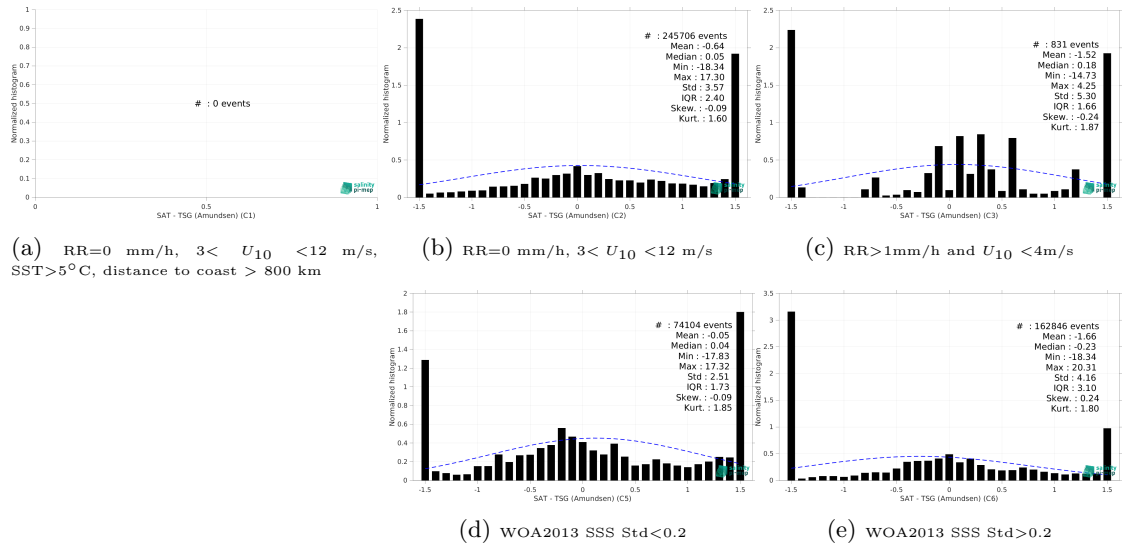 1
0.9
0.8
0.7
0.6
0.5
0.4
0.3
0.2
0.1
0
Normalized histogram
# : 0 events
salinity
pi-mep
0 0.5 1
SAT - TSG (Amundsen) (C1)
(a) RR=0 mm/h, 3< U10 <12 m/s,
SST>5°C, distance to coast > 800 km
2.5
2
1.5
1
0.5
0
Normalized histogram
# : 245706 events
Mean : -0.64
Median : 0.05
Min : -18.34
Max : 17.30
Std : 3.57
IQR : 2.40
Skew. : -0.09
Kurt. : 1.60
salinity
pi-mep
-1.5 -1 -0.5 0 0.5 1 1.5
SAT - TSG (Amundsen) (C2)
(b) RR=0 mm/h, 3< U10 <12 m/s
2.5
2
1.5
1
0.5
0
Normalized histogram
# : 831 events
Mean : -1.52
Median : 0.18
Min : -14.73
Max : 4.25
Std : 5.30
IQR : 1.66
Skew. : -0.24
Kurt. : 1.87
salinity
pi-mep
-1.5 -1 -0.5 0 0.5 1 1.5
SAT - TSG (Amundsen) (C3)
(c) RR>1mm/h and U10 <4m/s
2
1.8
1.6
1.4
1.2
1
0.8
0.6
0.4
0.2
0
Normalized histogram
# : 74104 events
Mean : -0.05
Median : 0.04
Min : -17.83
Max : 17.32
Std : 2.51
IQR : 1.73
Skew. : -0.09
Kurt. : 1.85
salinity
pi-mep
-1.5 -1 -0.5 0 0.5 1 1.5
SAT - TSG (Amundsen) (C5)
(d) WOA2013 SSS Std<0.2
3.5
3
2.5
2
1.5
1
0.5
0
Normalized histogram
# : 162846 events
Mean : -1.66
Median : -0.23
Min : -18.34
Max : 20.31
Std : 4.16
IQR : 3.10
Skew. : 0.24
Kurt. : 1.80
salinity
pi-mep
-1.5 -1 -0.5 0 0.5 1 1.5
SAT - TSG (Amundsen) (C6)
(e) WOA2013 SSS Std>0.2